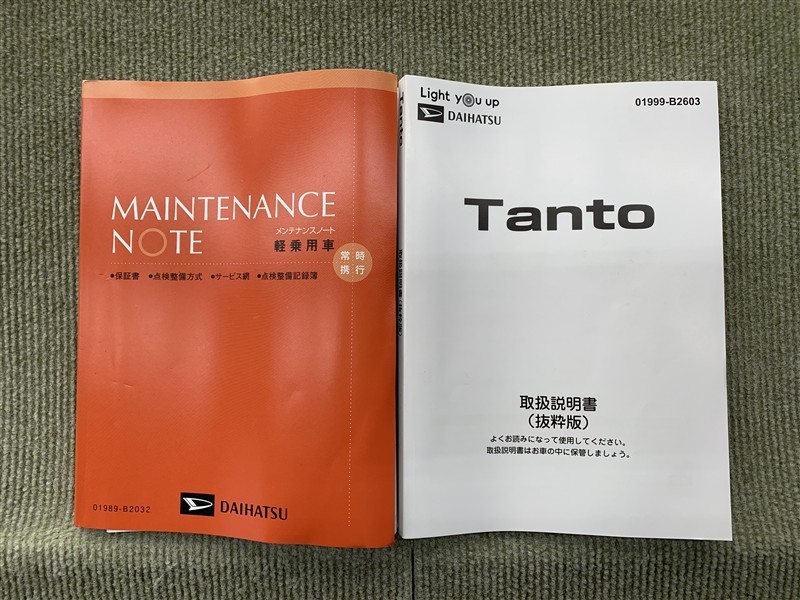 MAINTENANCE
NOTE
メンテナンスノート
軽乗用車
常時
携行
●保証書 ●点検整備方式 ●サービス網 ●点検整備記録簿
01989-B2032
DAIHATSU
Tanto
Light you up
DAIHATSU
01999-B2603
Tanto
取扱説明書
(抜粋版)
よくお読みになって使用してください。
取扱説明書はお車の中に保管しましょう。